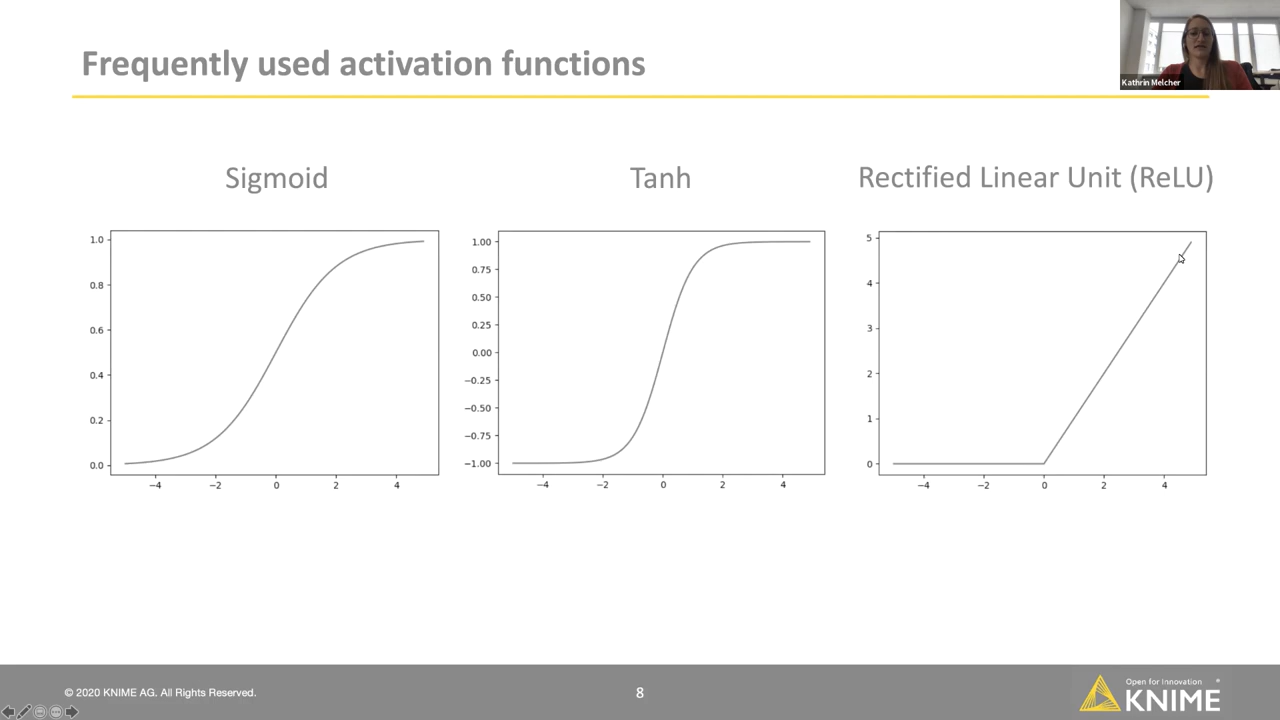 Frequently used activation functions
Kathrin Melcher
Sigmoid
1.0
0.8
0.6
0.4
0.2
0.0
−4 −2 0 2 4
Tanh
1.00
0.75
0.50
0.25
0.00
−0.25
−0.50
−0.75
−1.00
−4 −2 0 2 4
Rectified Linear Unit (ReLU)
5
4
3
2
1
0
−4 −2 0 2 4
© 2020 KNIME AG. All Rights Reserved.
8
Open for Innovation ®
KNIME